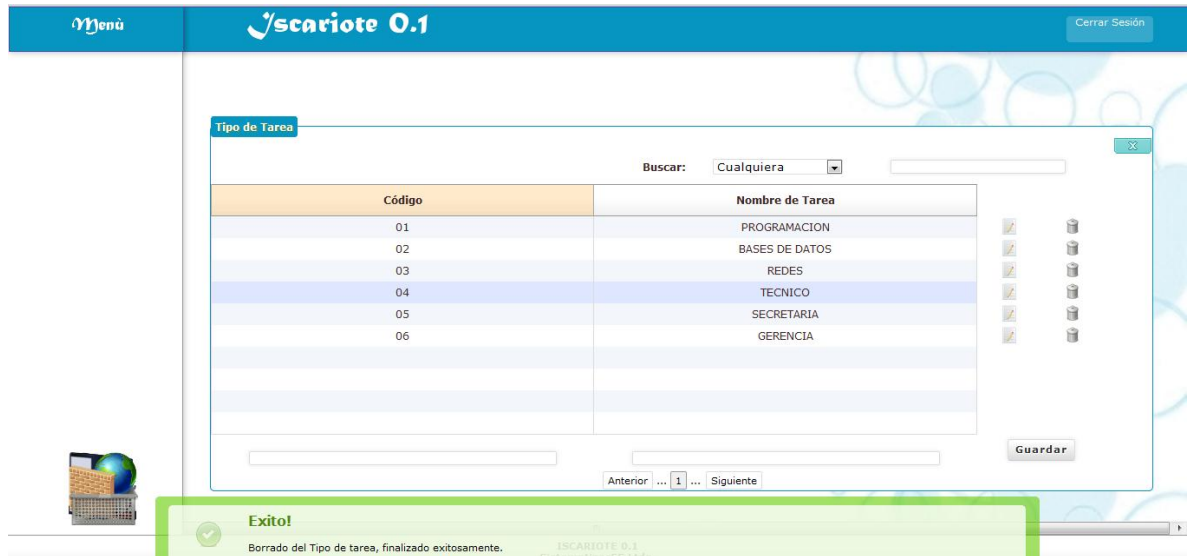 Menù
Iscariote 0.1
Cerrar Sesión
Tipo de Tarea
x
Buscar: Cualquiera
Código Nombre de Tarea
01 PROGRAMACION
02 BASES DE DATOS
03 REDES
04 TECNICO
05 SECRETARIA
06 GERENCIA
Guardar
Anterior ... 1 ... Siguiente
Exito!
Borrado del Tipo de tarea, finalizado exitosamente.
ISCARIOTE 0.1